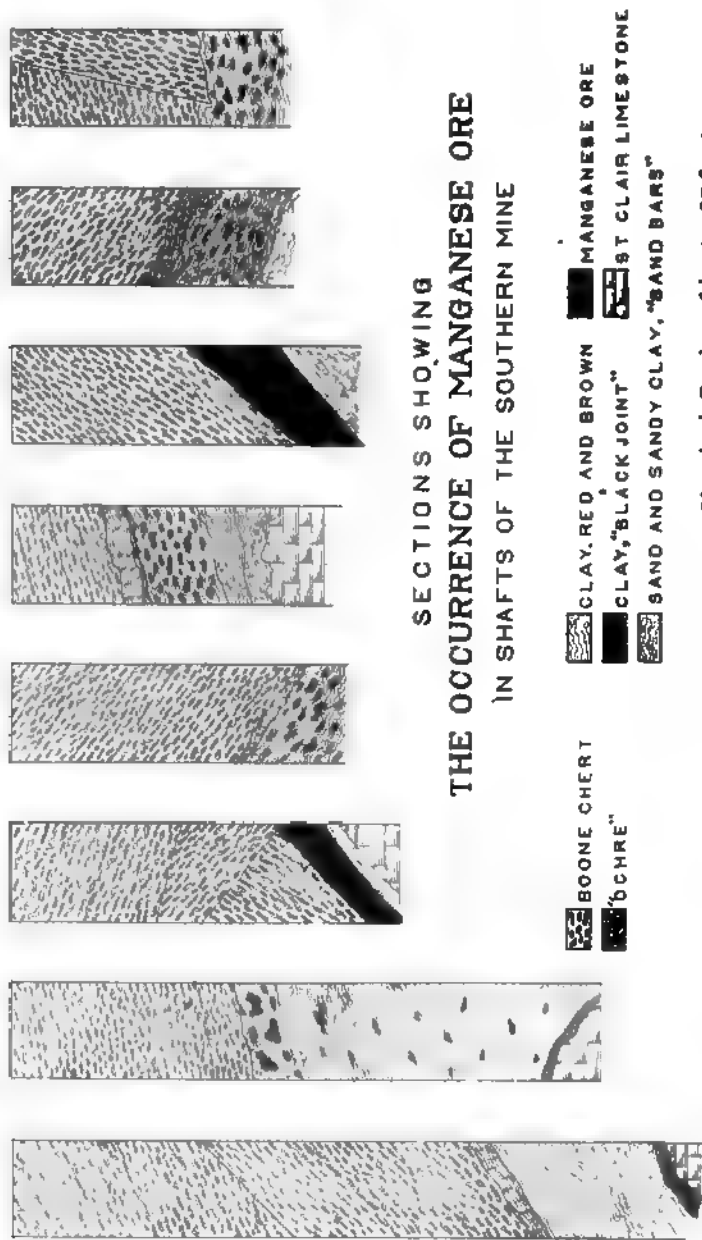 SECTIONS SHOWING
THE OCCURRENCE OF MANGANESE ORE
IN SHAFTS OF THE SOUTHERN MINE
BOONE CHERT CLAY, RED AND BROWN MANGANESE ORE
"OCHRE" CLAY, "BLACK JOINT" ST CLAIR LIMESTONE
SAND AND SANDY CLAY, "SAND BARS"